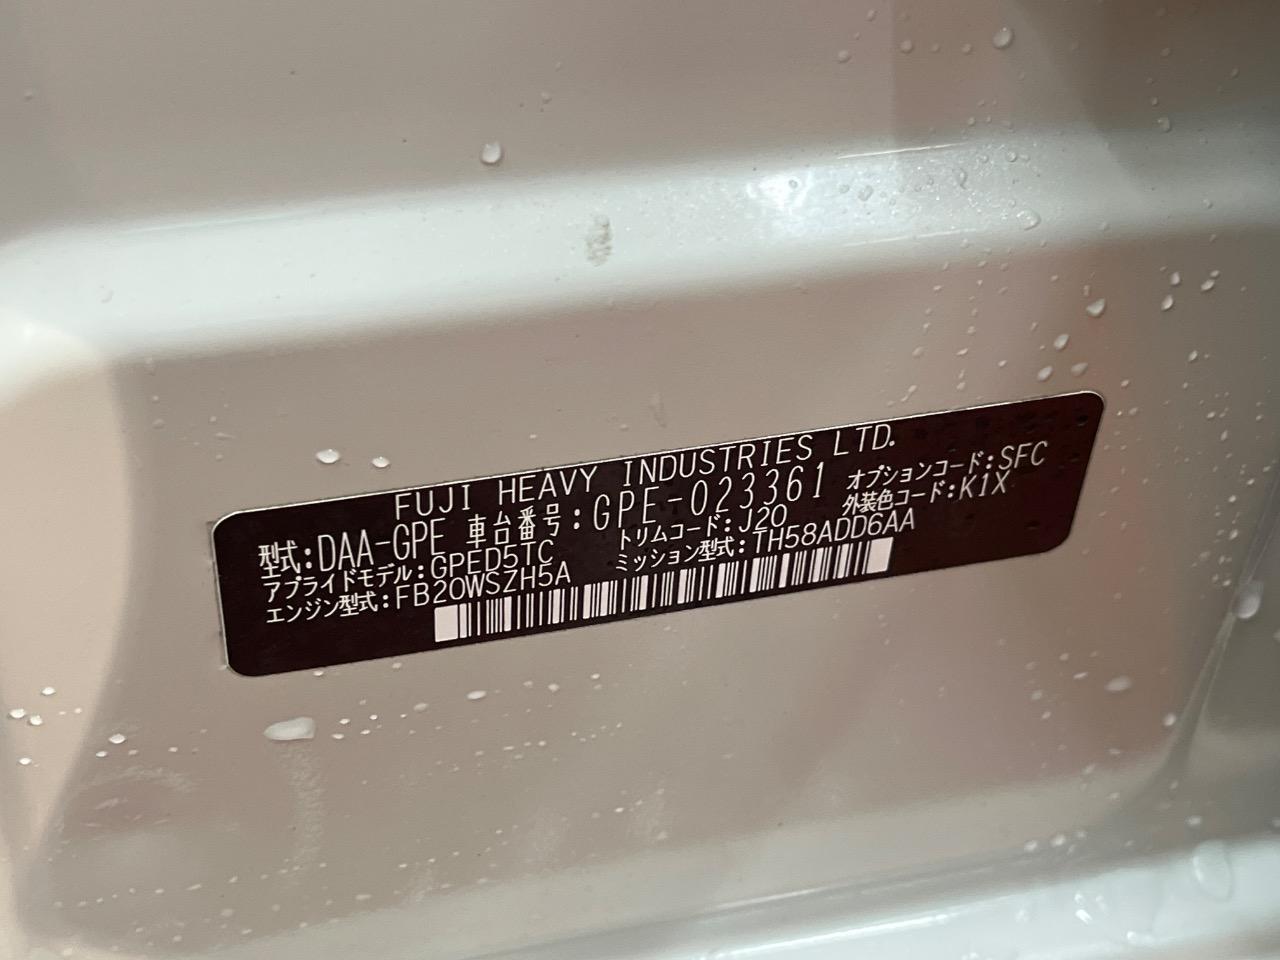 FUJI HEAVY INDUSTRIES LTD.
型式:DAA-GPE 車台番号:GPE-023361 オプションコード:SFC
アプライドモデル:GPED5TC トリムコード:J20 外装色コード:K1X
エンジン型式:FB20WSZH5A ミッション型式:TH58ADD6AA